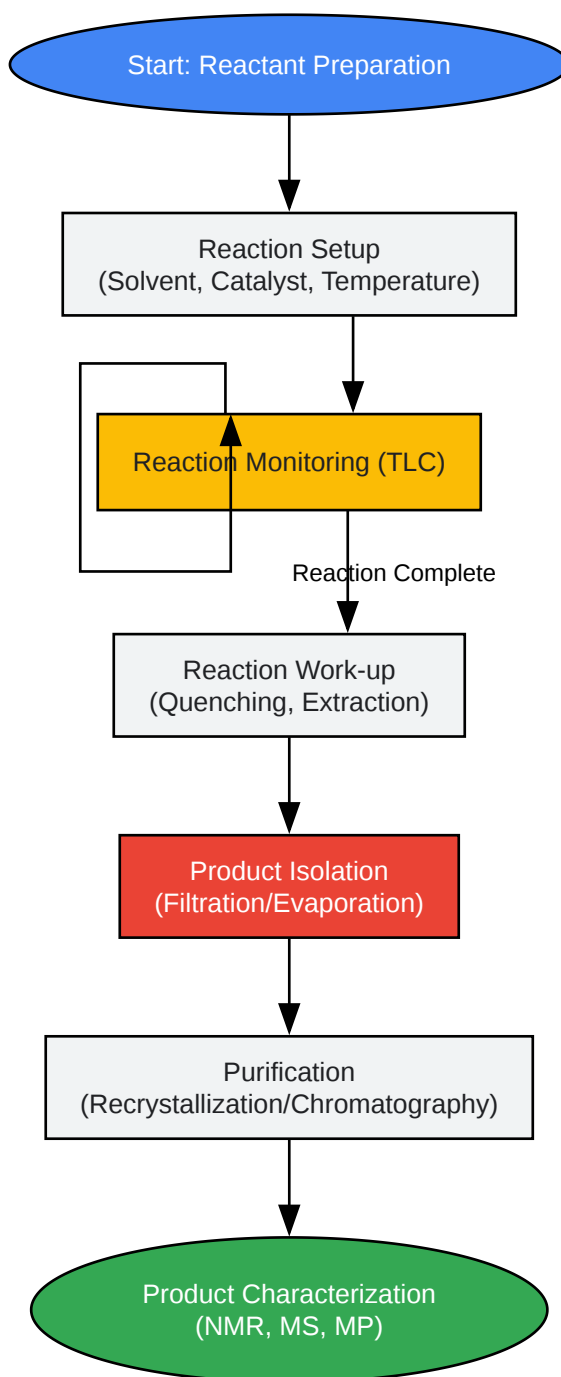 Start: Reactant Preparation
Reaction Setup
(Solvent, Catalyst, Temperature)
Reaction Monitoring (TLC)
Reaction Complete
Reaction Work-up
(Quenching, Extraction)
Product Isolation
(Filtration/Evaporation)
Purification
(Recrystallization/Chromatography)
Product Characterization
(NMR, MS, MP)